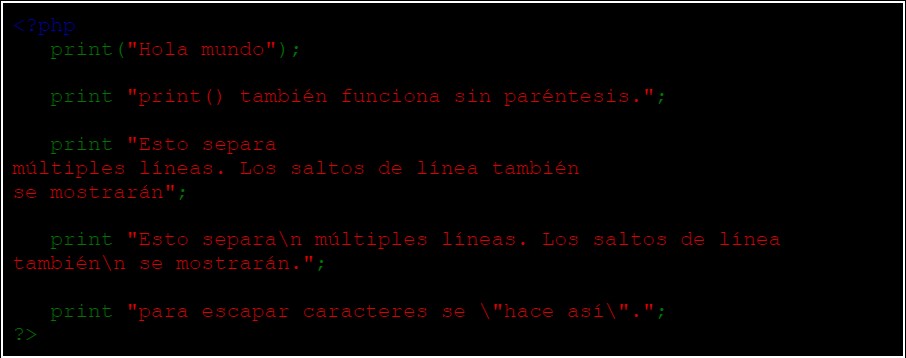 <?php
print("Hola mundo");
print "print() también funciona sin paréntesis.";
print "Esto separa
múltiples líneas. Los saltos de línea también
se mostrarán";
print "Esto separa\n múltiples líneas. Los saltos de línea
también\n se mostrarán.";
print "para escapar caracteres se \"hace así\".";
?>